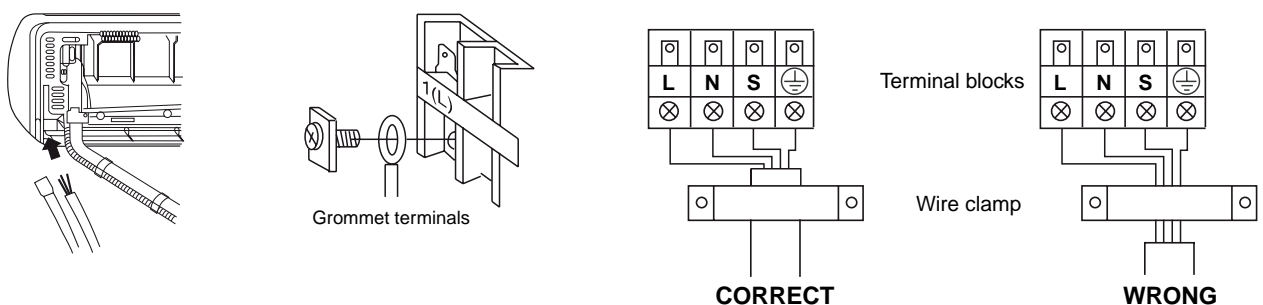 1(L)
Grommet terminals
L N S
Terminal blocks
L N S
Wire clamp
CORRECT
WRONG